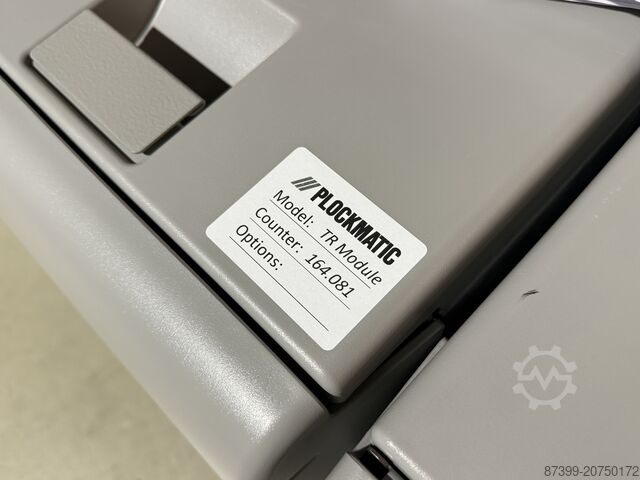 PLOCKMATIC
Model: TR Module
Counter: 164.081
Options:
87399-20750172